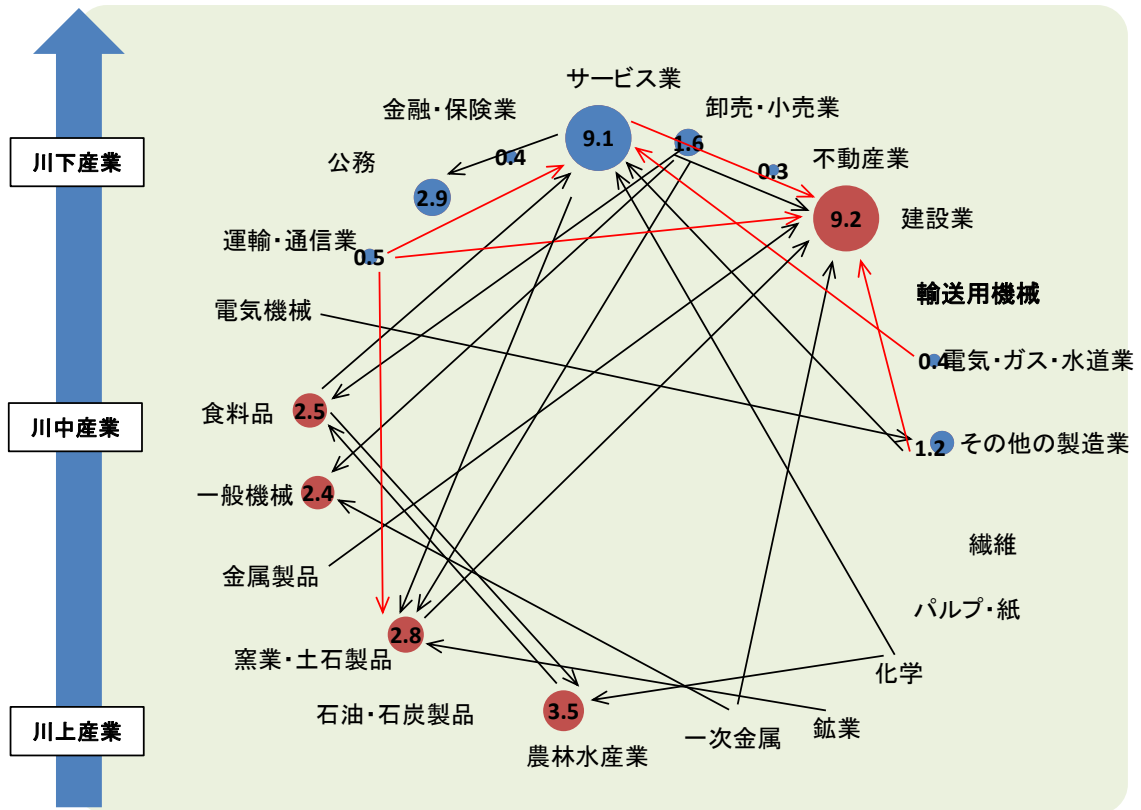 サービス業
金融・保険業
卸売・小売業
川下産業
9.1
1.6
0.4
公務
0.3
不動産業
2.9
9.2
建設業
運輸・通信業
0.5
輸送用機械
電気機械
0.4
電気・ガス・水道業
食料品
2.5
川中産業
1.2
その他の製造業
一般機械
2.4
繊維
金属製品
パルプ・紙
2.8
窯業・土石製品
化学
石油・石炭製品
3.5
川上産業
農林水産業
一次金属
鉱業